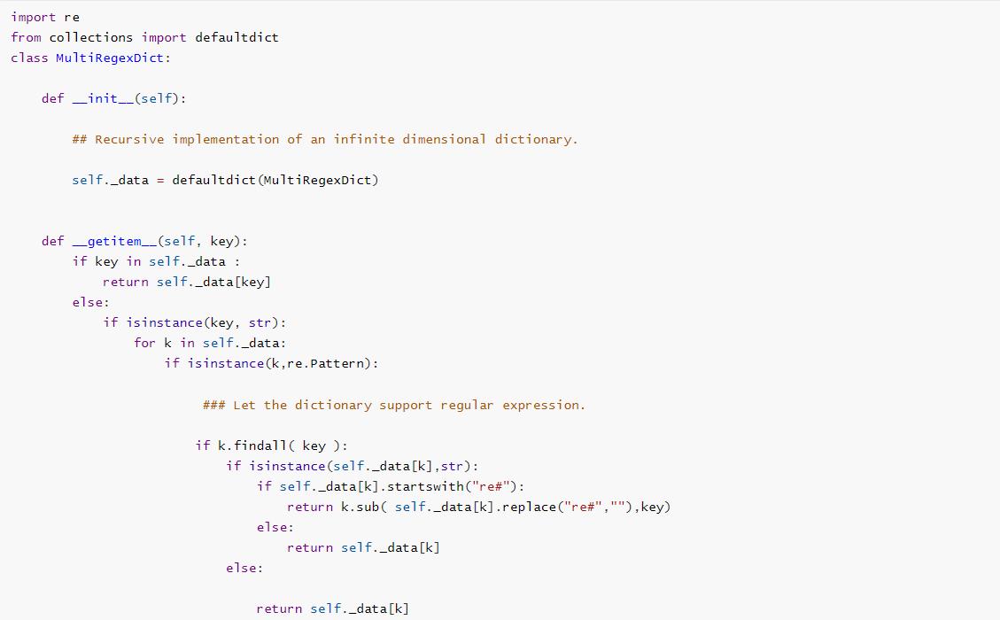 import re
from collections import defaultdict
class MultiRegexDict:
    def __init__(self):
        ## Recursive implementation of an infinite dimensional dictionary.
        self._data = defaultdict(MultiRegexDict)
    def __getitem__(self, key):
        if key in self._data :
            return self._data[key]
        else:
            if isinstance(key, str):
                for k in self._data:
                    if isinstance(k,re.Pattern):
                         ### Let the dictionary support regular expression.
                        if k.findall( key ):
                            if isinstance(self._data[k],str):
                                if self._data[k].startswith("re#"):
                                    return k.sub( self._data[k].replace("re#",""),key)
                                else:
                                    return self._data[k]
                            else:
                                return self._data[k]